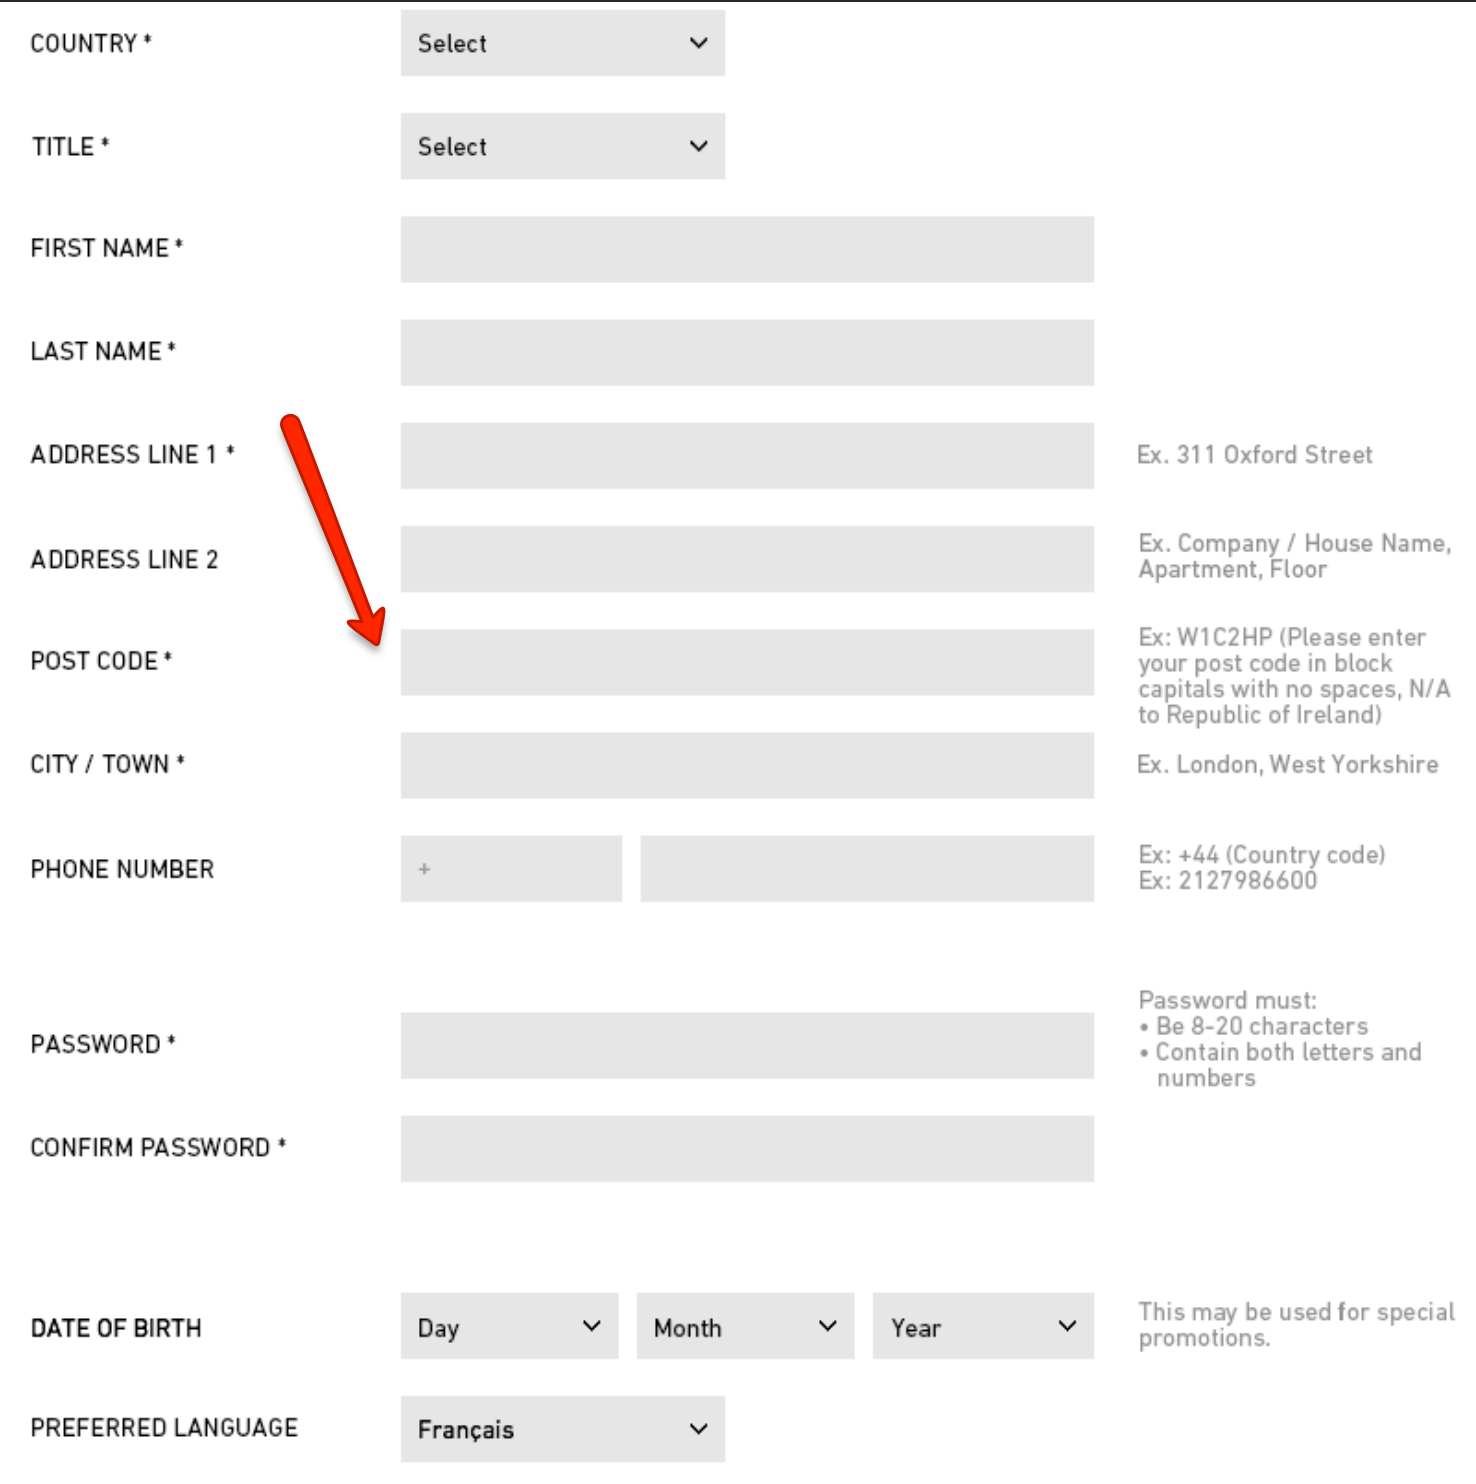 COUNTRY *
Select
TITLE *
Select
FIRST NAME *
LAST NAME *
ADDRESS LINE 1 *
Ex. 311 Oxford Street
ADDRESS LINE 2
Ex. Company / House Name,
Apartment, Floor
POST CODE *
Ex: W1C2HP (Please enter
your post code in block
capitals with no spaces, N/A
to Republic of Ireland)
CITY / TOWN *
Ex. London, West Yorkshire
PHONE NUMBER
+
Ex: +44 (Country code)
Ex: 2127986600
PASSWORD *
Password must:
• Be 8-20 characters
• Contain both letters and
numbers
CONFIRM PASSWORD *
DATE OF BIRTH
Day
Month
Year
This may be used for special
promotions.
PREFERRED LANGUAGE
Français